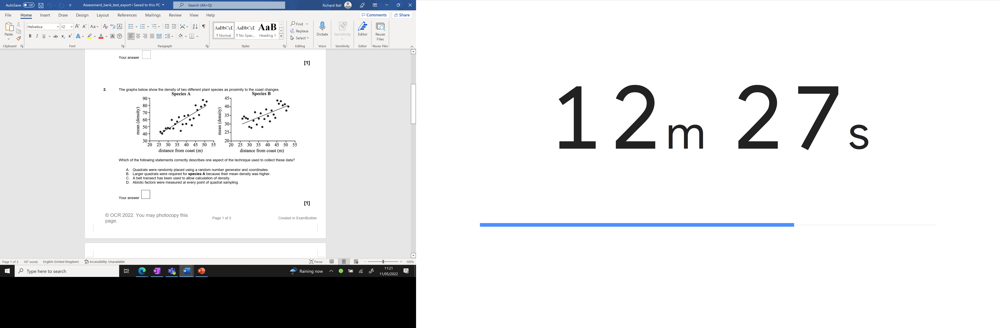 AutoSave Off Assessment_bank_test_export • Saved to this PC Search (Alt+Q) Richard Ball
File Home Insert Draw Design Layout References Mailings Review View Help Comments Share
Paste Helvetica 12 Aa
B I U ab x₂ x² A A A
AaBbCcD AaBbCcD AaB
¶ Normal ¶ No Spac... Heading 1
Find
Replace
Select
Dictate Sensitivity Editor Reuse Files
Clipboard Font Paragraph Styles Editing Voice Sensitivity Editor Reuse Files
Your answer
[1]
2. The graphs below show the density of two different plant species as proximity to the coast changes.
Species A
90
80
70
60
50
40
30
20 25 30 35 40 45 50 55
mean (density)
distance from coast (m)
Species B
45
40
35
30
25
20
20 25 30 35 40 45 50 55
mean (density)
distance from coast (m)
Which of the following statements correctly describes one aspect of the technique used to collect these data?
A. Quadrats were randomly placed using a random number generator and coordinates.
B. Larger quadrats were required for species A because their mean density was higher.
C. A belt transect has been used to allow calculation of density.
D. Abiotic factors were measured at every point of quadrat sampling.
Your answer
[1]
© OCR 2022. You may photocopy this
page.
Page 1 of 3
Created in ExamBuilder
Page 1 of 3 187 words English (United Kingdom) Accessibility: Unavailable Focus 100%
Type here to search Raining now 11:21
11/05/2022
12m 27s